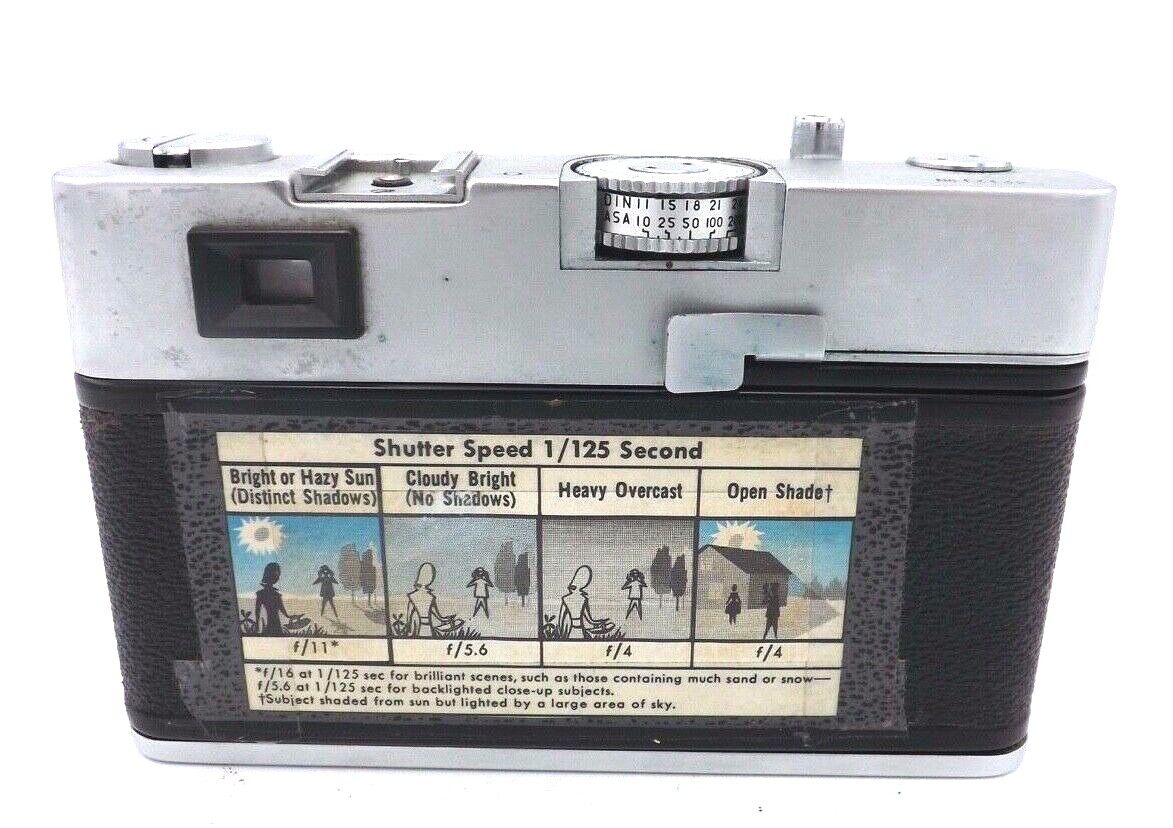 DIN 11 15 18 21
ASA 10 25 50 100
Shutter Speed 1/125 Second
Bright or Hazy Sun
(Distinct Shadows)
Cloudy Bright
(No Shadows)
Heavy Overcast
Open Shade†
f/11*
f/5.6
f/4
f/4
*f/16 at 1/125 sec for brilliant scenes, such as those containing much sand or snow—
f/5.6 at 1/125 sec for backlighted close-up subjects.
†Subject shaded from sun but lighted by a large area of sky.